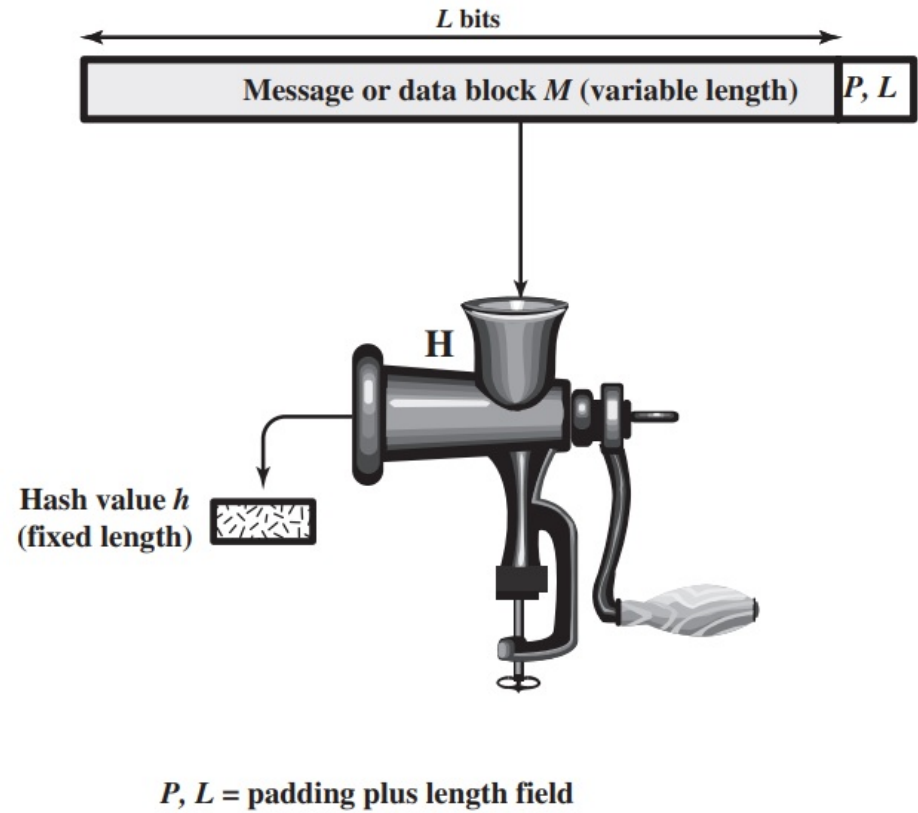 L bits
Message or data block M (variable length) P, L
H
Hash value h
(fixed length)
P, L = padding plus length field